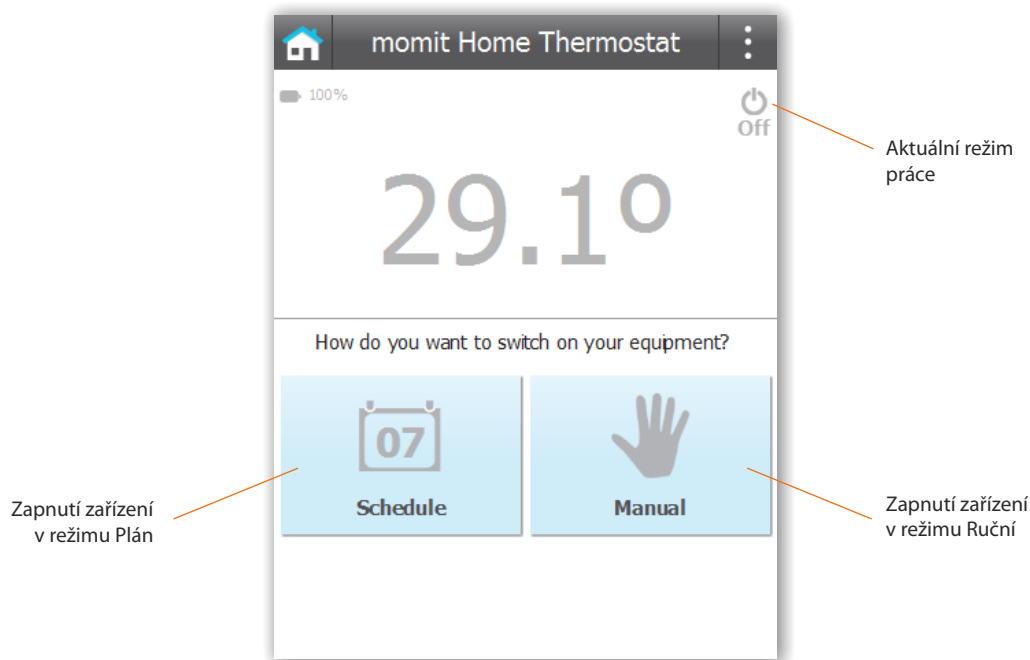 momit Home Thermostat
100%
Off
Aktuální režim
práce
29.1º
How do you want to switch on your equipment?
07
Schedule
Manual
Zapnutí zařízení
v režimu Plán
Zapnutí zařízení
v režimu Ruční